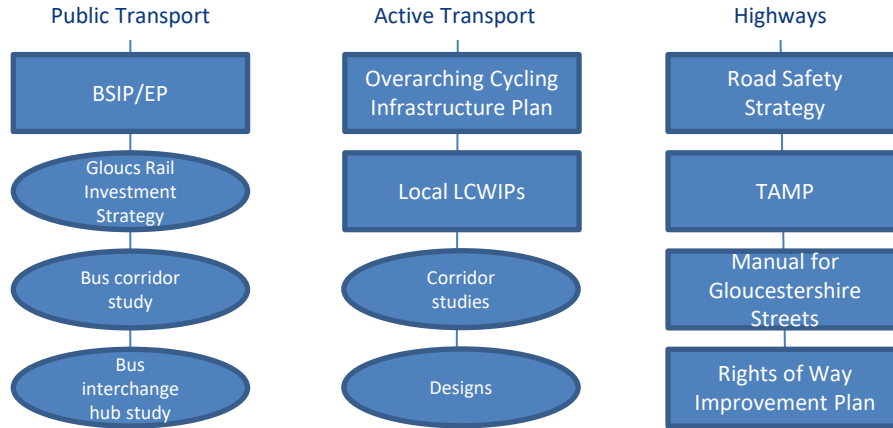 Public Transport
BSIP/EP
Gloucs Rail
Investment
Strategy
Bus corridor
study
Bus
interchange
hub study
Active Transport
Overarching Cycling
Infrastructure Plan
Local LCWIPs
Corridor
studies
Designs
Highways
Road Safety
Strategy
TAMP
Manual for
Gloucestershire
Streets
Rights of Way
Improvement Plan